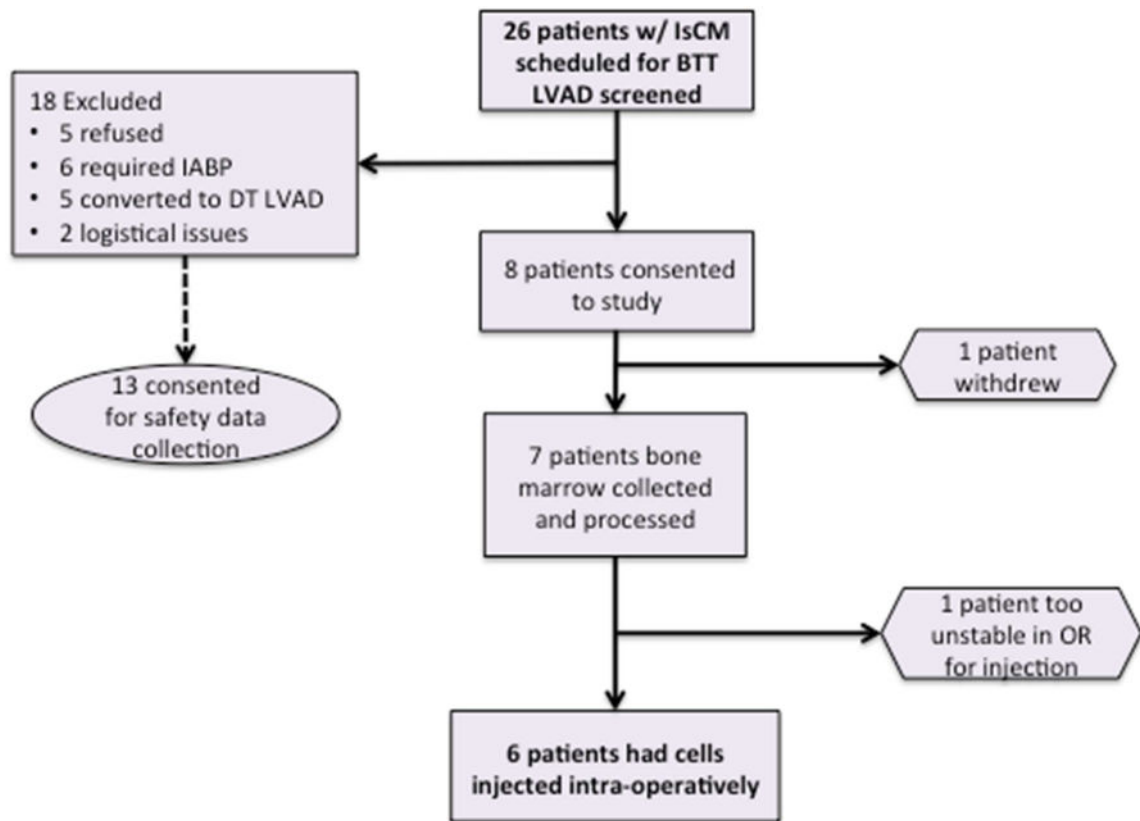 26 patients w/ IsCM
scheduled for BTT
LVAD screened
18 Excluded
• 5 refused
• 6 required IABP
• 5 converted to DT LVAD
• 2 logistical issues
8 patients consented
to study
1 patient
withdrew
13 consented
for safety data
collection
7 patients bone
marrow collected
and processed
1 patient too
unstable in OR
for injection
6 patients had cells
injected intra-operatively